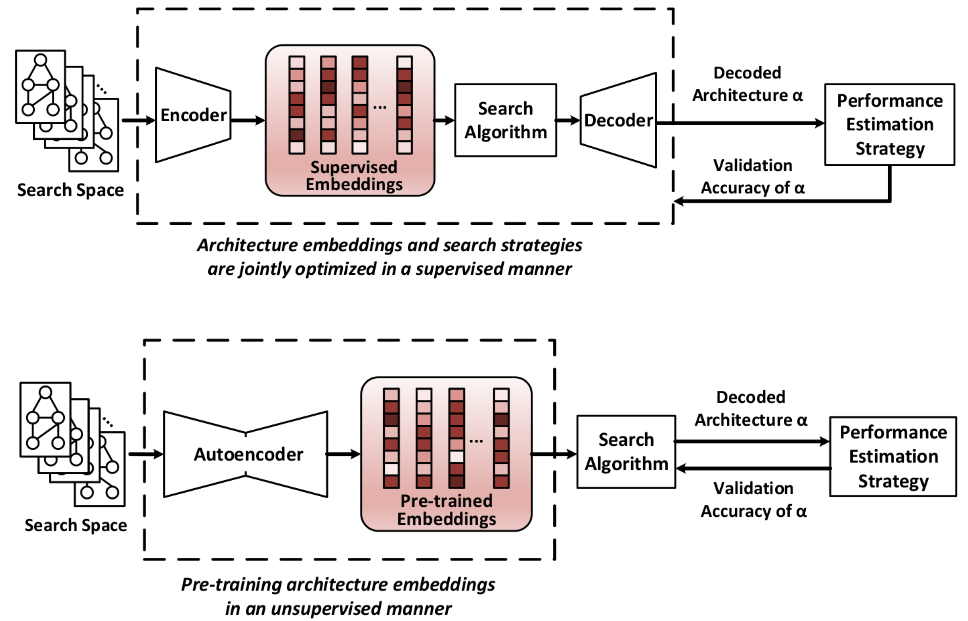 Search Space
Encoder
...
Supervised
Embeddings
Search
Algorithm
Decoder
Decoded
Architecture α
Validation
Accuracy of α
Performance
Estimation
Strategy
Architecture embeddings and search strategies
are jointly optimized in a supervised manner
Search Space
Autoencoder
...
Pre-trained
Embeddings
Search
Algorithm
Decoded
Architecture α
Validation
Accuracy of α
Performance
Estimation
Strategy
Pre-training architecture embeddings
in an unsupervised manner